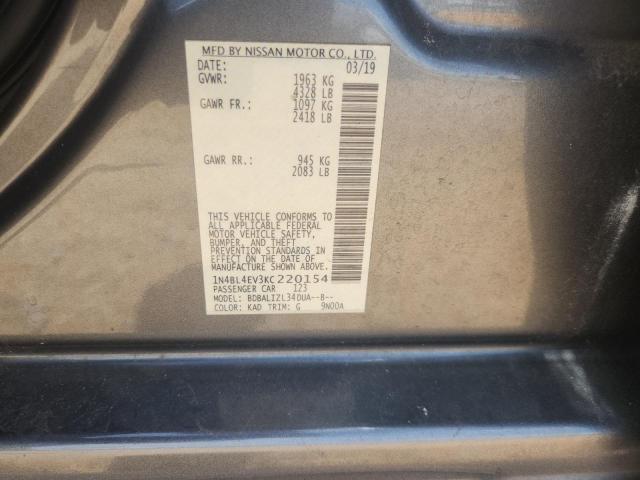 MFD BY NISSAN MOTOR CO., LTD.
DATE: 03/19
GVWR: 1963 KG
4328 LB
GAWR FR.: 1097 KG
2418 LB
GAWR RR.: 945 KG
2083 LB
THIS VEHICLE CONFORMS TO
ALL APPLICABLE FEDERAL
MOTOR VEHICLE SAFETY,
BUMPER, AND THEFT
PREVENTION STANDARDS IN
EFFECT ON THE DATE OF
MANUFACTURE SHOWN ABOVE.
1N4BL4EV3KC220154
PASSENGER CAR 123
MODEL: BDBALIZL34DUA--B--
COLOR: KAD TRIM: G 9N00A